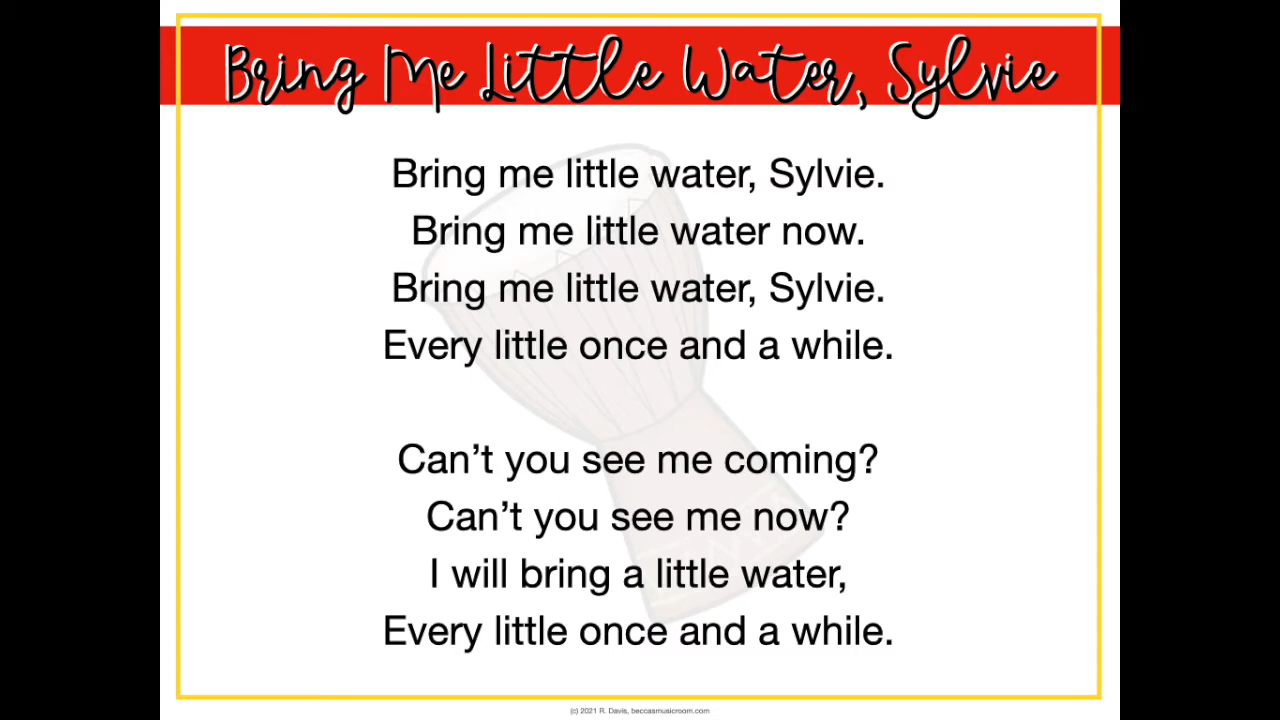 Bring Me Little Water, Sylvie
Bring me little water, Sylvie.
Bring me little water now.
Bring me little water, Sylvie.
Every little once and a while.
Can’t you see me coming?
Can’t you see me now?
I will bring a little water,
Every little once and a while.
(c) 2021 R. Davis, beccasmusicroom.com